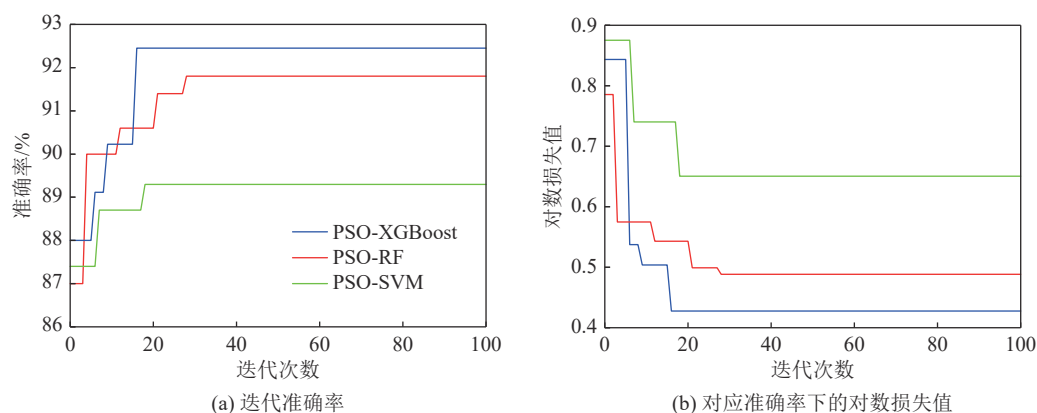 93
92
91
90
89
88
87
86
准确率/%
PSO-XGBoost
PSO-RF
PSO-SVM
0 20 40 60 80 100
迭代次数
(a) 迭代准确率
0.9
0.8
0.7
0.6
0.5
0.4
对数损失值
0 20 40 60 80 100
迭代次数
(b) 对应准确率下的对数损失值